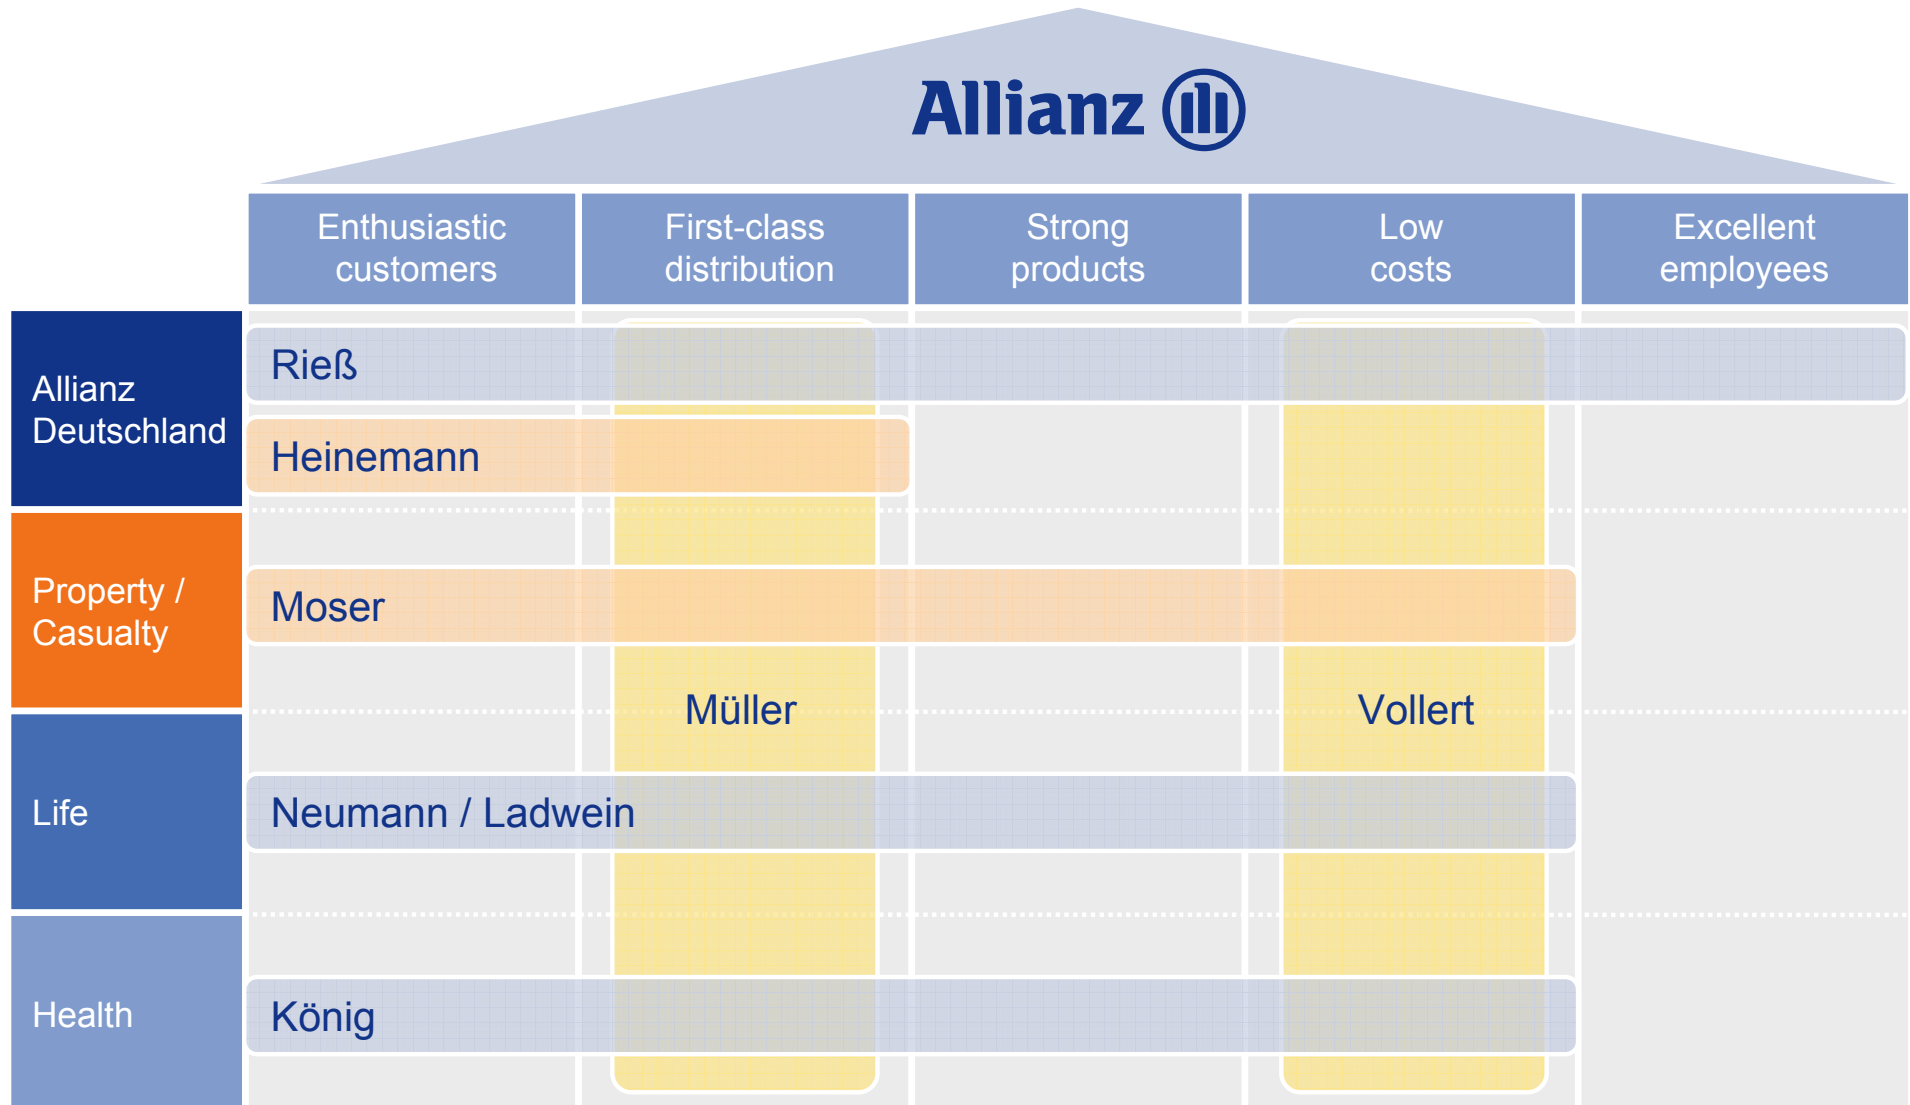 Allianz
Enthusiastic
customers
First-class
distribution
Strong
products
Low
costs
Excellent
employees
Allianz
Deutschland
Rieß
Heinemann
Property /
Casualty
Moser
Müller
Vollert
Life
Neumann / Ladwein
Health
König